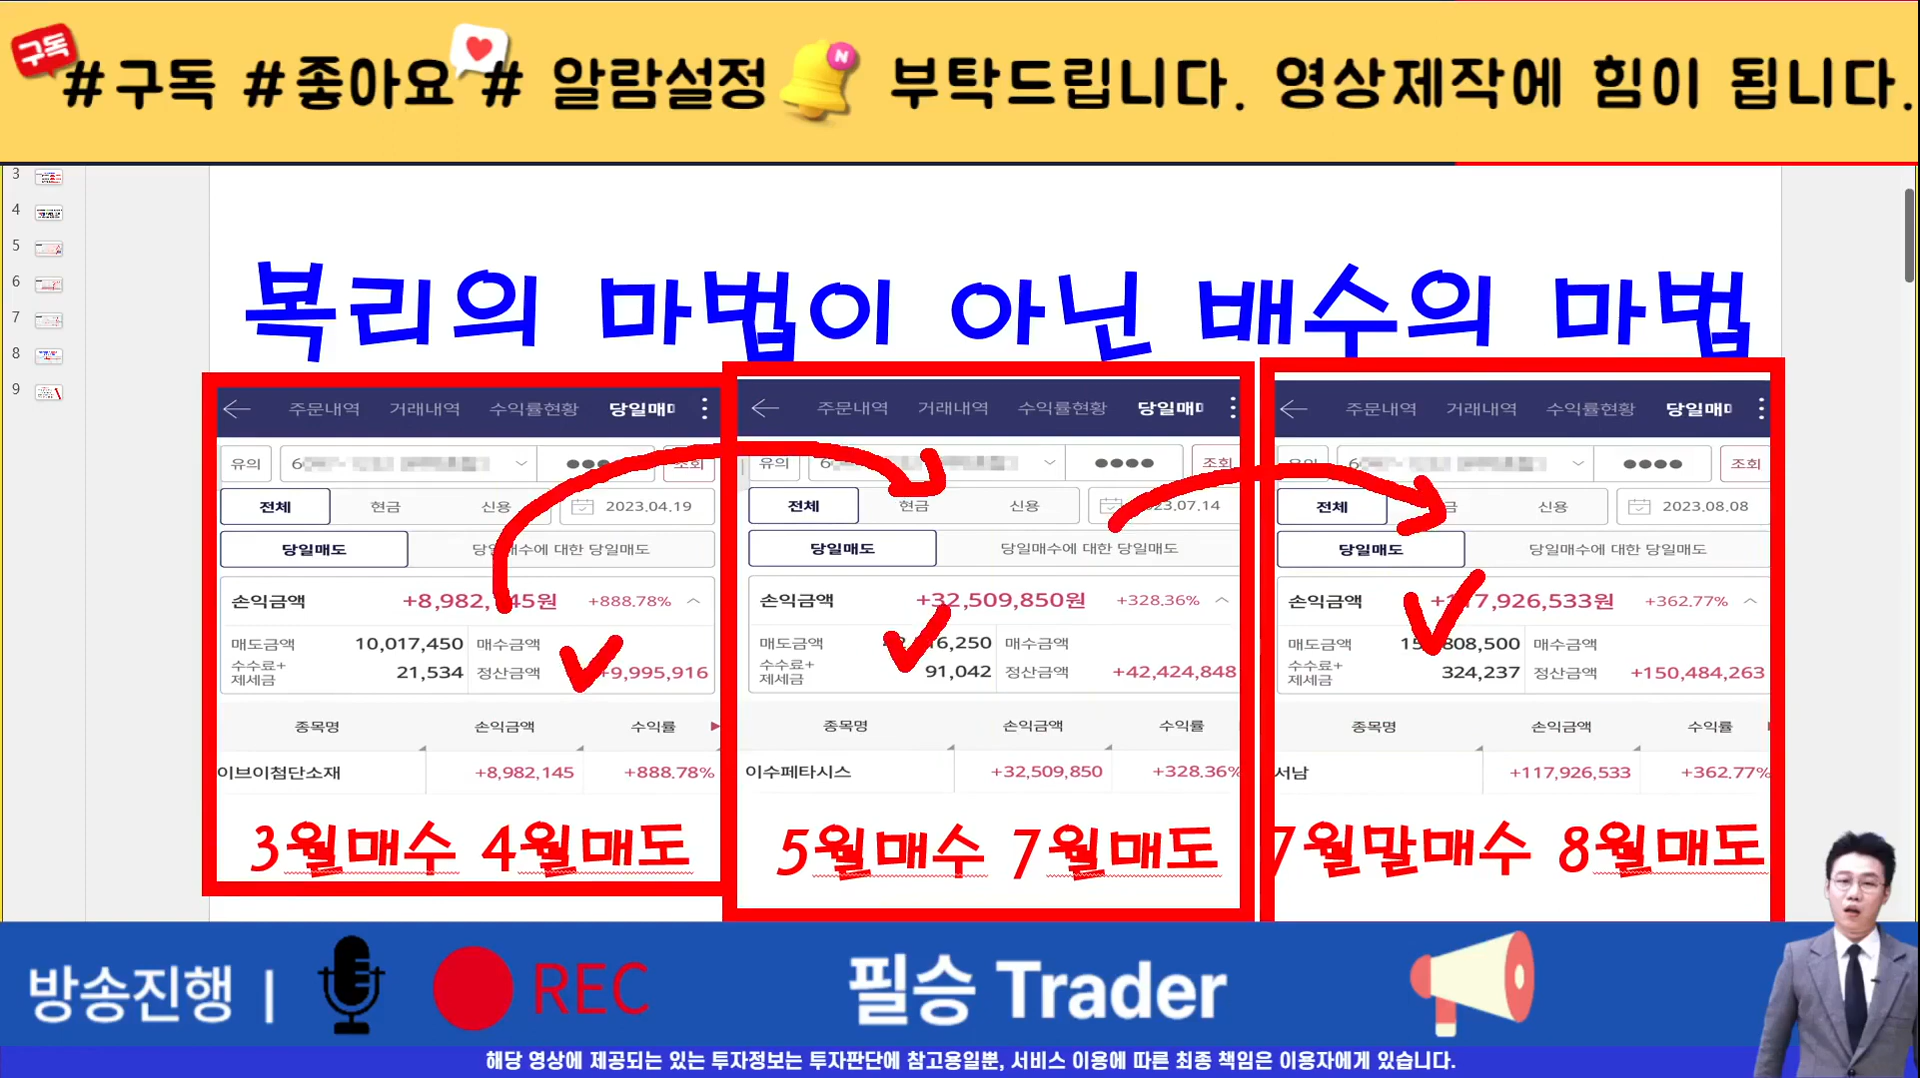 구독
#구독 #좋아요 # 알람설정 N 부탁드립니다. 영상제작에 힘이 됩니다.
3
4
5
6
7
8
9
복리의 마법이 아닌 배수의 마법
주문내역 거래내역 수익률현황 당일매
유의
조회
전체 현금 신용 2023.04.19
당일매도 당일매수에 대한 당일매도
손익금액 +888.78%
매도금액 10,017,450 매수금액
수수료+
제세금 21,534 정산금액 +9,995,916
종목명 손익금액 수익률
이브이첨단소재 +8,982,145 +888.78%
3월매수 4월매도
주문내역 거래내역 수익률현황 당일매
유의
조회
전체 현금 신용
당일매도 당일매수에 대한 당일매도
손익금액 +32,509,850원 +328.36%
매도금액 매수금액
수수료+
제세금 91,042 정산금액 +42,424,848
종목명 손익금액 수익률
이수페타시스 +32,509,850 +328.36%
5월매수 7월매도
주문내역 거래내역 수익률현황 당일매
조회
전체 신용 2023.08.08
당일매도 당일매수에 대한 당일매도
손익금액 +362.77%
매도금액 매수금액
수수료+
제세금 324,237 정산금액 +150,484,263
종목명 손익금액 수익률
서남 +117,926,533 +362.77%
7월말매수 8월매도
방송진행 | REC 필승 Trader
해당 영상에 제공되는 있는 투자정보는 투자판단에 참고용일뿐, 서비스 이용에 따른 최종 책임은 이용자에게 있습니다.